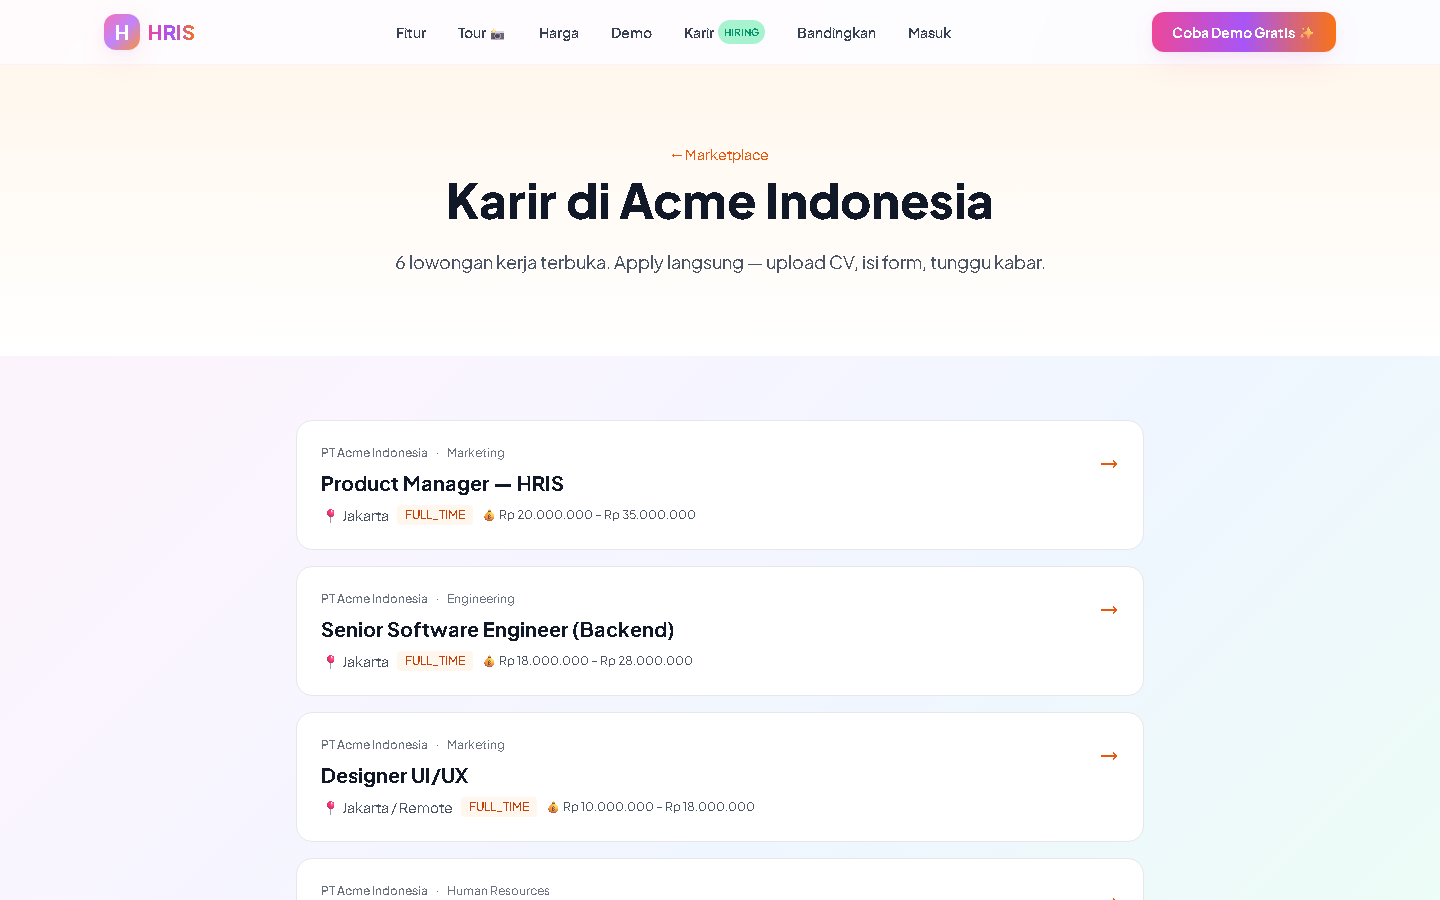 H HRIS
Fitur Tour 📷 Harga Demo Karir HIRING Bandingkan Masuk
Coba Demo Gratis ✨
← Marketplace
Karir di Acme Indonesia
6 lowongan kerja terbuka. Apply langsung — upload CV, isi form, tunggu kabar.
PT Acme Indonesia · Marketing
Product Manager — HRIS
📍 Jakarta FULL_TIME 💰 Rp 20.000.000 – Rp 35.000.000
→
PT Acme Indonesia · Engineering
Senior Software Engineer (Backend)
📍 Jakarta FULL_TIME 💰 Rp 18.000.000 – Rp 28.000.000
→
PT Acme Indonesia · Marketing
Designer UI/UX
📍 Jakarta / Remote FULL_TIME 💰 Rp 10.000.000 – Rp 18.000.000
→
PT Acme Indonesia · Human Resources